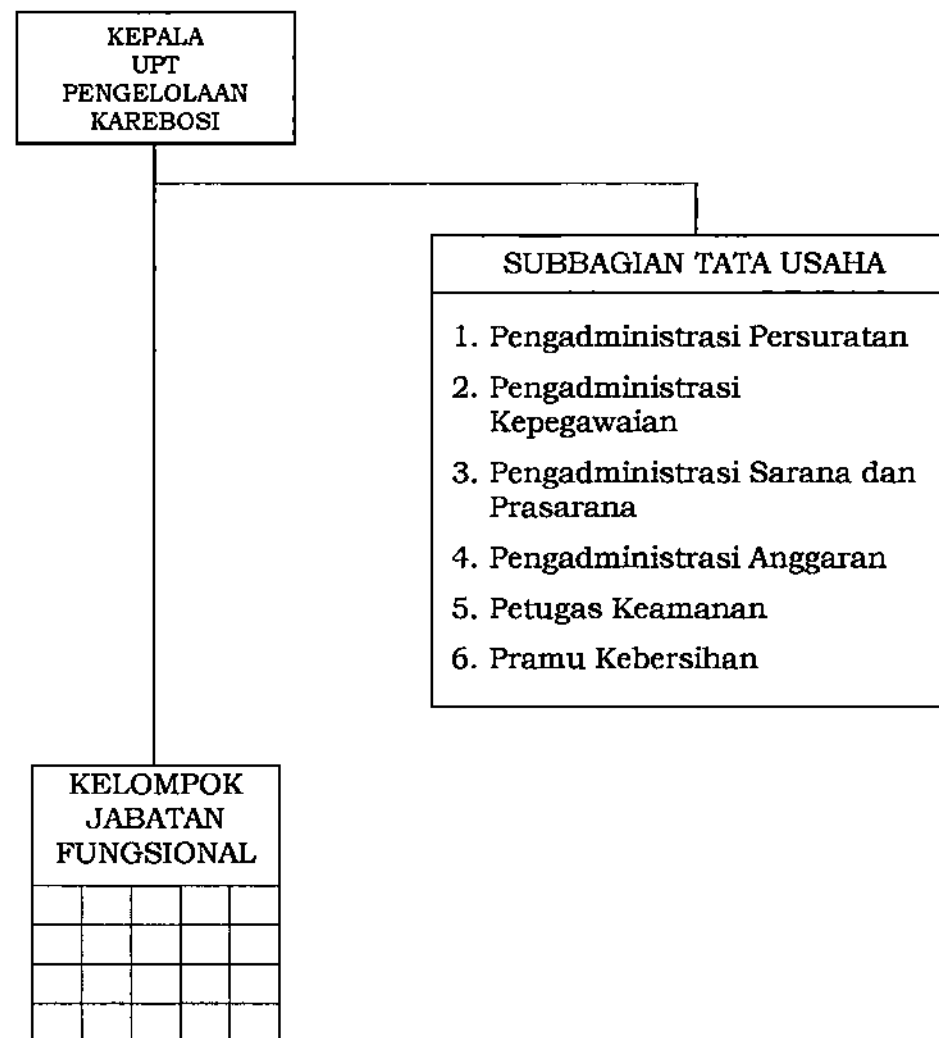 KEPALA
UPT
PENGELOLAAN
KAREBOSI
SUBBAGIAN TATA USAHA
1. Pengadministrasi Persuratan
2. Pengadministrasi
Kepegawaian
3. Pengadministrasi Sarana dan
Prasarana
4. Pengadministrasi Anggaran
5. Petugas Keamanan
6. Pramu Kebersihan
KELOMPOK
JABATAN
FUNGSIONAL